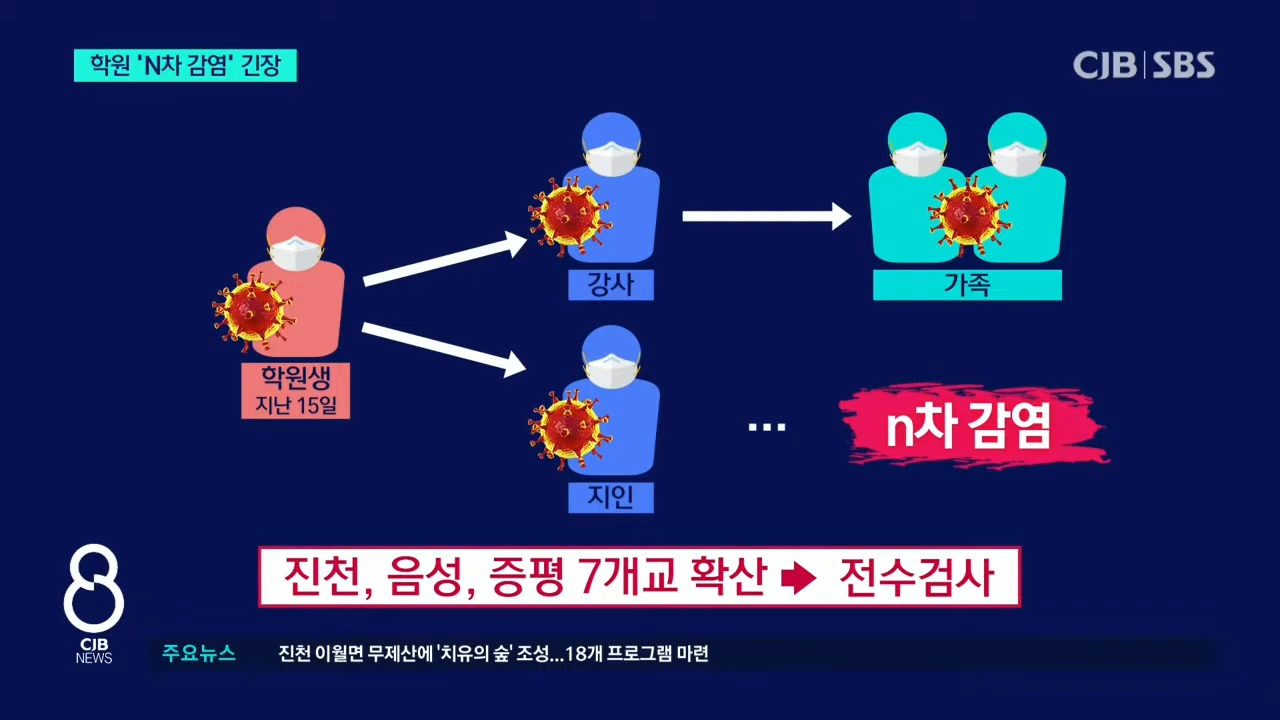 학원 'N차 감염' 긴장
CJB SBS
강사
가족
학원생
지난 15일
지인
...
n차 감염
진천, 음성, 증평 7개교 확산 ➡ 전수검사
8
CJB
NEWS
주요뉴스
진천 이월면 무제산에 '치유의 숲' 조성...18개 프로그램 마련